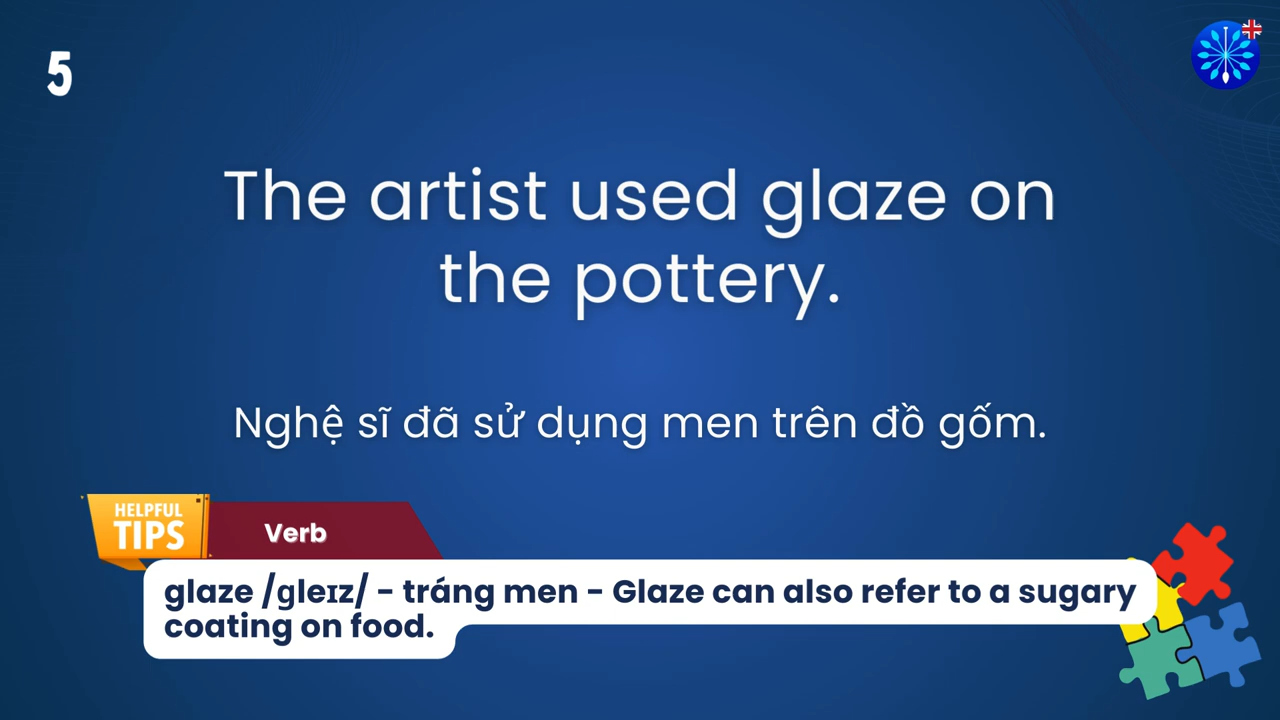 5
The artist used glaze on
the pottery.
Nghệ sĩ đã sử dụng men trên đồ gốm.
HELPFUL
TIPS
Verb
glaze /ɡleɪz/ - tráng men - Glaze can also refer to a sugary
coating on food.